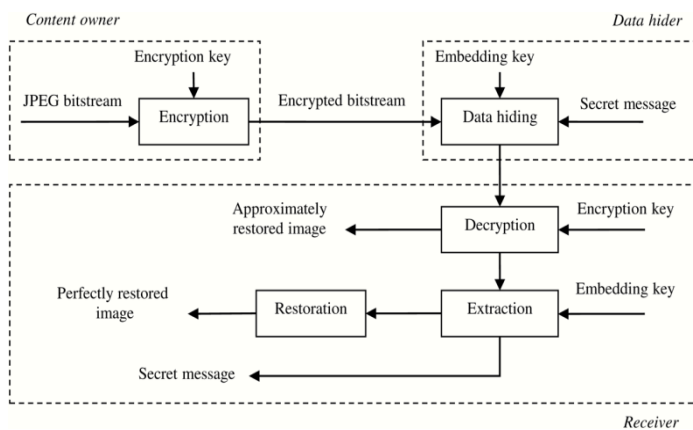 Content owner
Data hider
Encryption key
Embedding key
JPEG bitstream
Encryption
Encrypted bitstream
Data hiding
Secret message
Approximately
restored image
Decryption
Encryption key
Perfectly restored
image
Restoration
Extraction
Embedding key
Secret message
Receiver